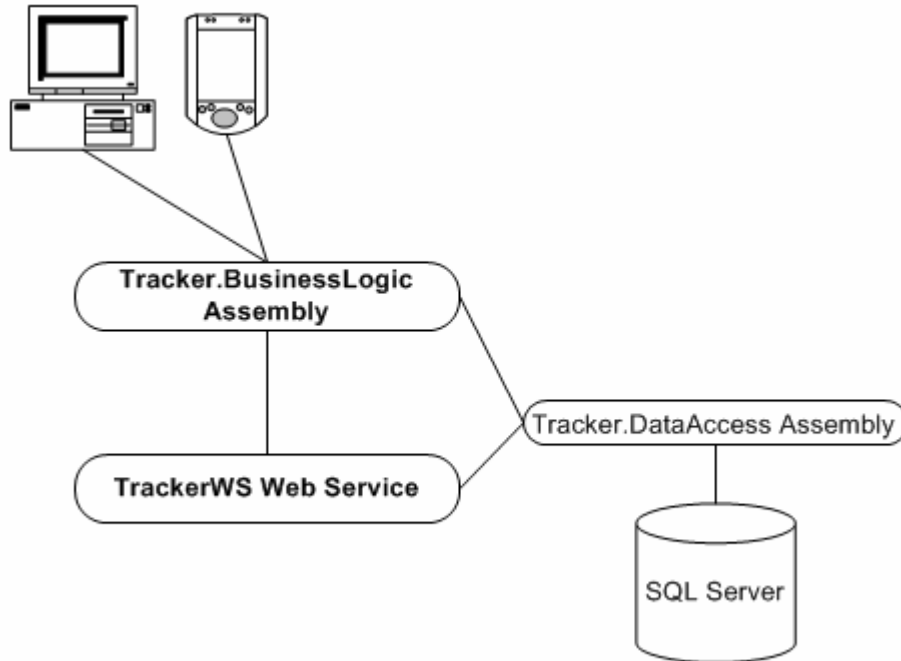 Tracker.BusinessLogic
Assembly
Tracker.DataAccess Assembly
TrackerWS Web Service
SQL Server